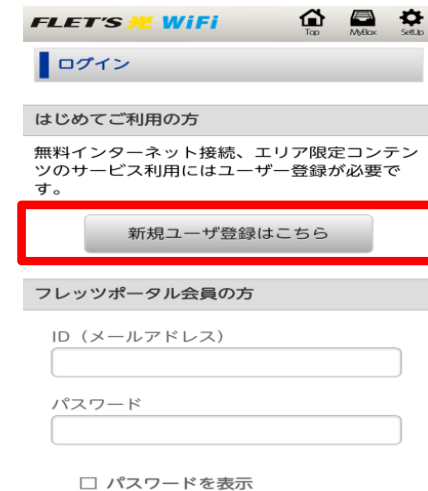 FLET'S 光 WiFi
Top MyBox SetUp
ログイン
はじめてご利用の方
無料インターネット接続、エリア限定コンテン
ツのサービス利用にはユーザー登録が必要で
す。
新規ユーザ登録はこちら
フレッツポータル会員の方
ID（メールアドレス）
パスワード
パスワードを表示